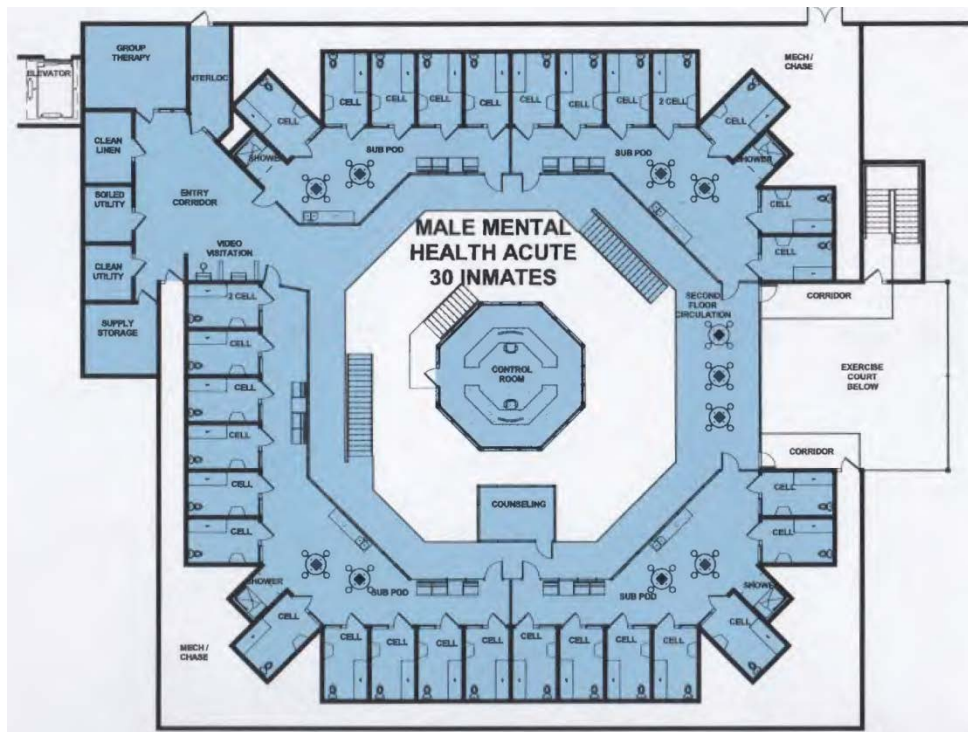 GROUP
THERAPY
ELEVATOR
NTERLOC
MECH /
CHASE
CELL
CELL
CELL
CELL
CELL
CELL
CELL
CELL
2 CELL
CELL
CLEAN
LINEN
SHOWER
SUB POD
SUB POD
SHOWER
SOILED
UTILITY
ENTRY
CORRIDOR
CELL
CELL
VIDEO
VISITATION
MALE MENTAL
HEALTH ACUTE
30 INMATES
CLEAN
UTILITY
2 CELL
SECOND
FLOOR
CIRCULATION
CORRIDOR
SUPPLY
STORAGE
CELL
CONTROL
ROOM
EXERCISE
COURT
BELOW
CELL
CELL
CORRIDOR
CELL
CELL
COUNSELING
CELL
CELL
SHOWER
SUB POD
SUB POD
SHOWER
CELL
CELL
CELL
CELL
CELL
CELL
CELL
CELL
CELL
CELL
MECH /
CHASE